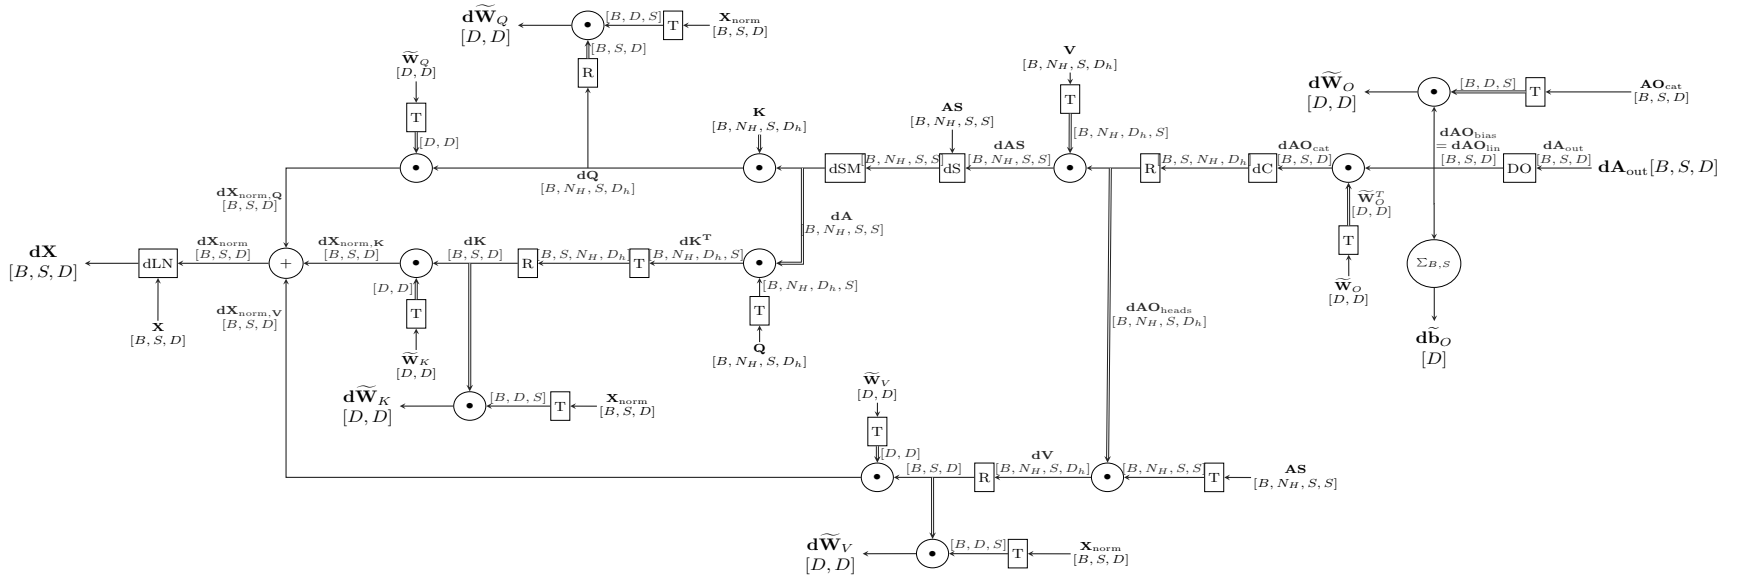 d𝐖̃_Q
[D, D]
[B, D, S]
T
X_norm
[B, S, D]
[B, S, D]
R
W̃_Q
[D, D]
T
[D, D]
•
K
[B, N_H, S, D_h]
•
AS
[B, N_H, S, S]
V
[B, N_H, S, D_h]
T
[B, N_H, D_h, S]
dW̃_O
[D, D]
•
[B, D, S]
T
AO_cat
[B, S, D]
dAO_bias
= dAO_lin
[B, S, D]
dA_out
[B, S, D]
dA_out[B, S, D]
DO
•
dAO_cat
[B, S, D]
dC
[B, S, N_H, D_h]
R
•
dAS
[B, N_H, S, S]
dS
[B, N_H, S, S]
dSM
dQ
[B, N_H, S, D_h]
dX_norm,Q
[B, S, D]
W̃_O^T
[D, D]
T
W̃_O
[D, D]
Σ_B,S
db̃_O
[D]
dA
[B, N_H, S, S]
dX
[B, S, D]
dLN
dX_norm
[B, S, D]
+
dX_norm,K
[B, S, D]
•
dK
[B, S, D]
R
[B, S, N_H, D_h]
T
dK^T
[B, N_H, D_h, S]
•
X
[B, S, D]
dX_norm,V
[B, S, D]
[D, D]
T
W̃_K
[D, D]
[B, N_H, D_h, S]
T
Q
[B, N_H, S, D_h]
dAO_heads
[B, N_H, S, D_h]
dW̃_K
[D, D]
•
[B, D, S]
T
X_norm
[B, S, D]
W̃_V
[D, D]
T
[D, D]
•
[B, S, D]
R
dV
[B, N_H, S, D_h]
•
[B, N_H, S, S]
T
AS
[B, N_H, S, S]
dW̃_V
[D, D]
•
[B, D, S]
T
X_norm
[B, S, D]